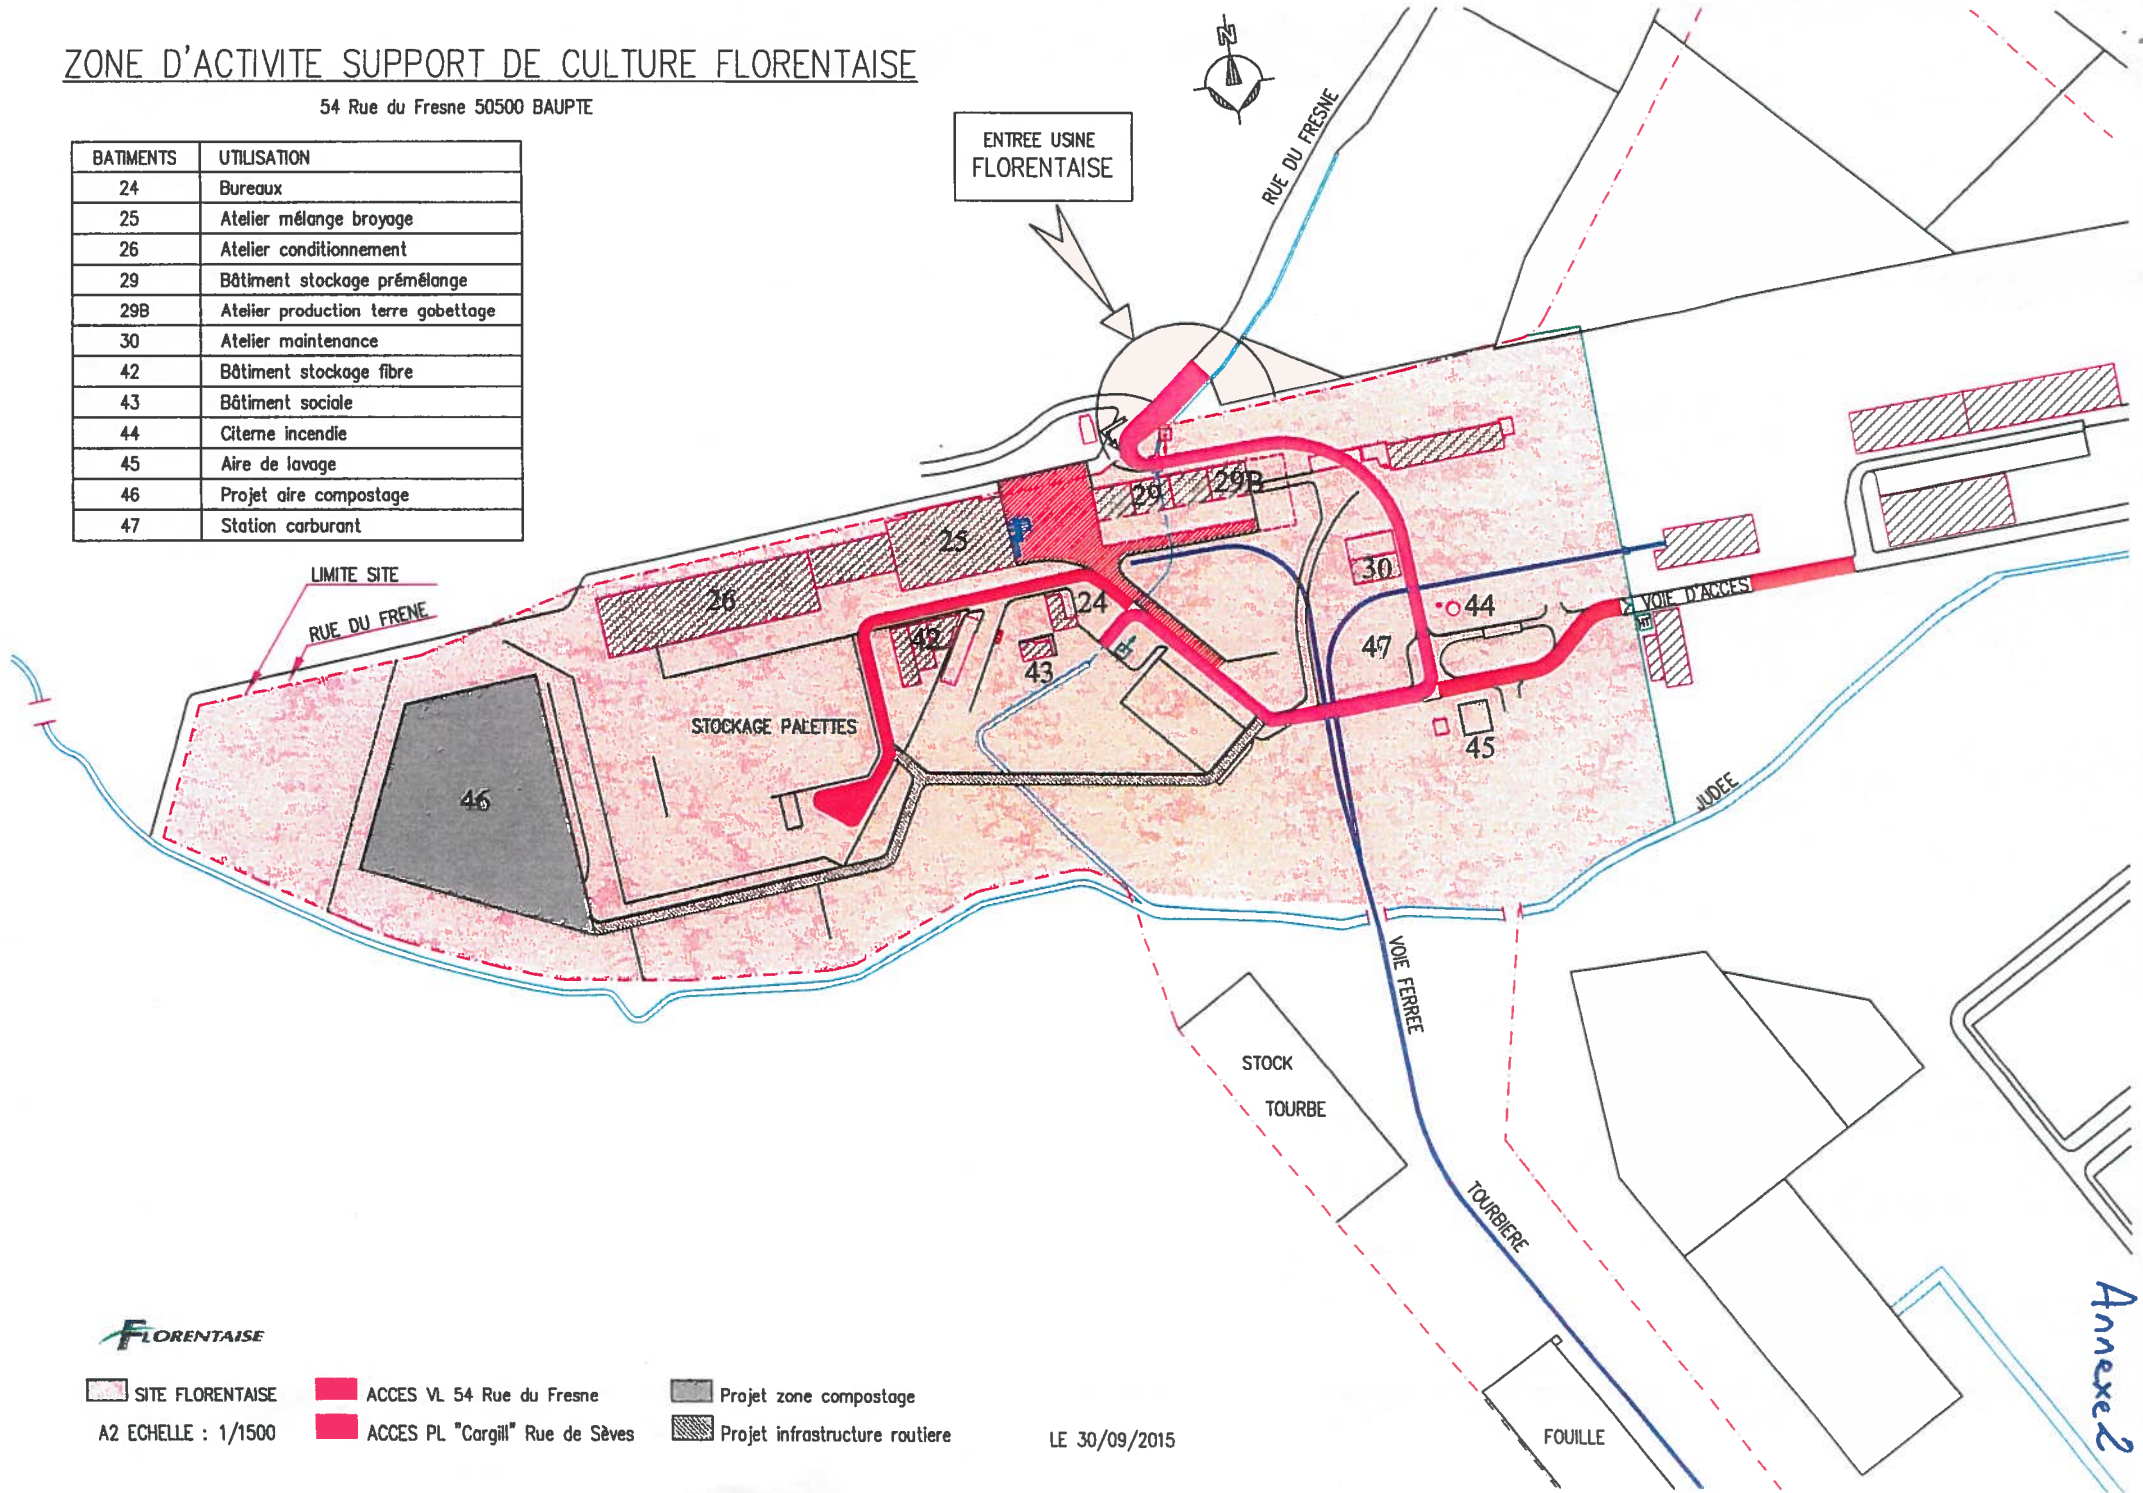 ZONE D'ACTIVITE SUPPORT DE CULTURE FLORENTAISE
54 Rue du Fresne 50500 BAUPTE
BATIMENTS UTILISATION
24 Bureaux
25 Atelier mélange broyage
26 Atelier conditionnement
29 Bâtiment stockage prémélange
29B Atelier production terre gobettage
30 Atelier maintenance
42 Bâtiment stockage fibre
43 Bâtiment sociale
44 Citerne incendie
45 Aire de lavage
46 Projet aire compostage
47 Station carburant
N
ENTREE USINE
FLORENTAISE
RUE DU FRESNE
LIMITE SITE
RUE DU FRENE
29
29B
25
26
30
24
44
42
43
47
45
46
VOIE D'ACCES
STOCKAGE PALETTES
JUDEE
VOIE FERREE
STOCK
TOURBE
TOURBIERE
FOUILLE
Annexe 2
FLORENTAISE
SITE FLORENTAISE
A2 ECHELLE : 1/1500
ACCES VL 54 Rue du Fresne
ACCES PL "Cargill" Rue de Sèves
Projet zone compostage
Projet infrastructure routiere
LE 30/09/2015